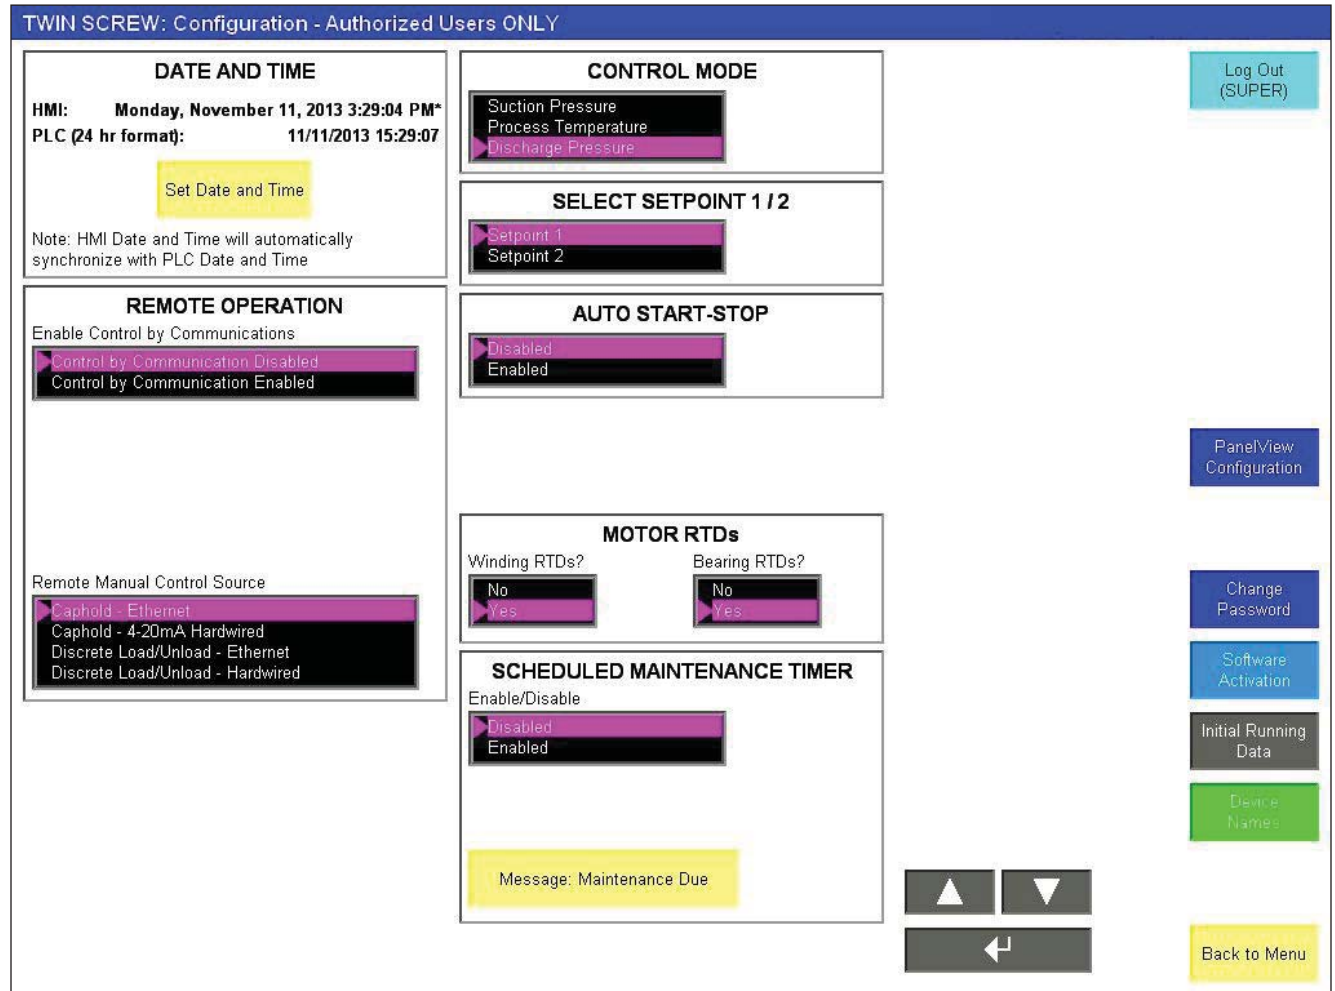 TWIN SCREW: Configuration - Authorized Users ONLY
DATE AND TIME
HMI: Monday, November 11, 2013 3:29:04 PM*
PLC (24 hr format): 11/11/2013 15:29:07
Set Date and Time
Note: HMI Date and Time will automatically
synchronize with PLC Date and Time
REMOTE OPERATION
Enable Control by Communications
Control by Communication Disabled
Control by Communication Enabled
Remote Manual Control Source
Caphold - Ethernet
Caphold - 4-20mA Hardwired
Discrete Load/Unload - Ethernet
Discrete Load/Unload - Hardwired
CONTROL MODE
Suction Pressure
Process Temperature
Discharge Pressure
SELECT SETPOINT 1 / 2
Setpoint 1
Setpoint 2
AUTO START-STOP
Disabled
Enabled
MOTOR RTDs
Winding RTDs? Bearing RTDs?
No No
Yes Yes
SCHEDULED MAINTENANCE TIMER
Enable/Disable
Disabled
Enabled
Message: Maintenance Due
Log Out
(SUPER)
PanelView
Configuration
Change
Password
Software
Activation
Initial Running
Data
Device
Names
Back to Menu